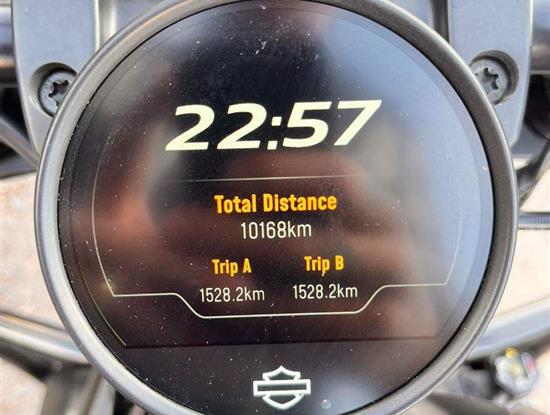 22:57
Total Distance
10168km
Trip A Trip B
1528.2km 1528.2km